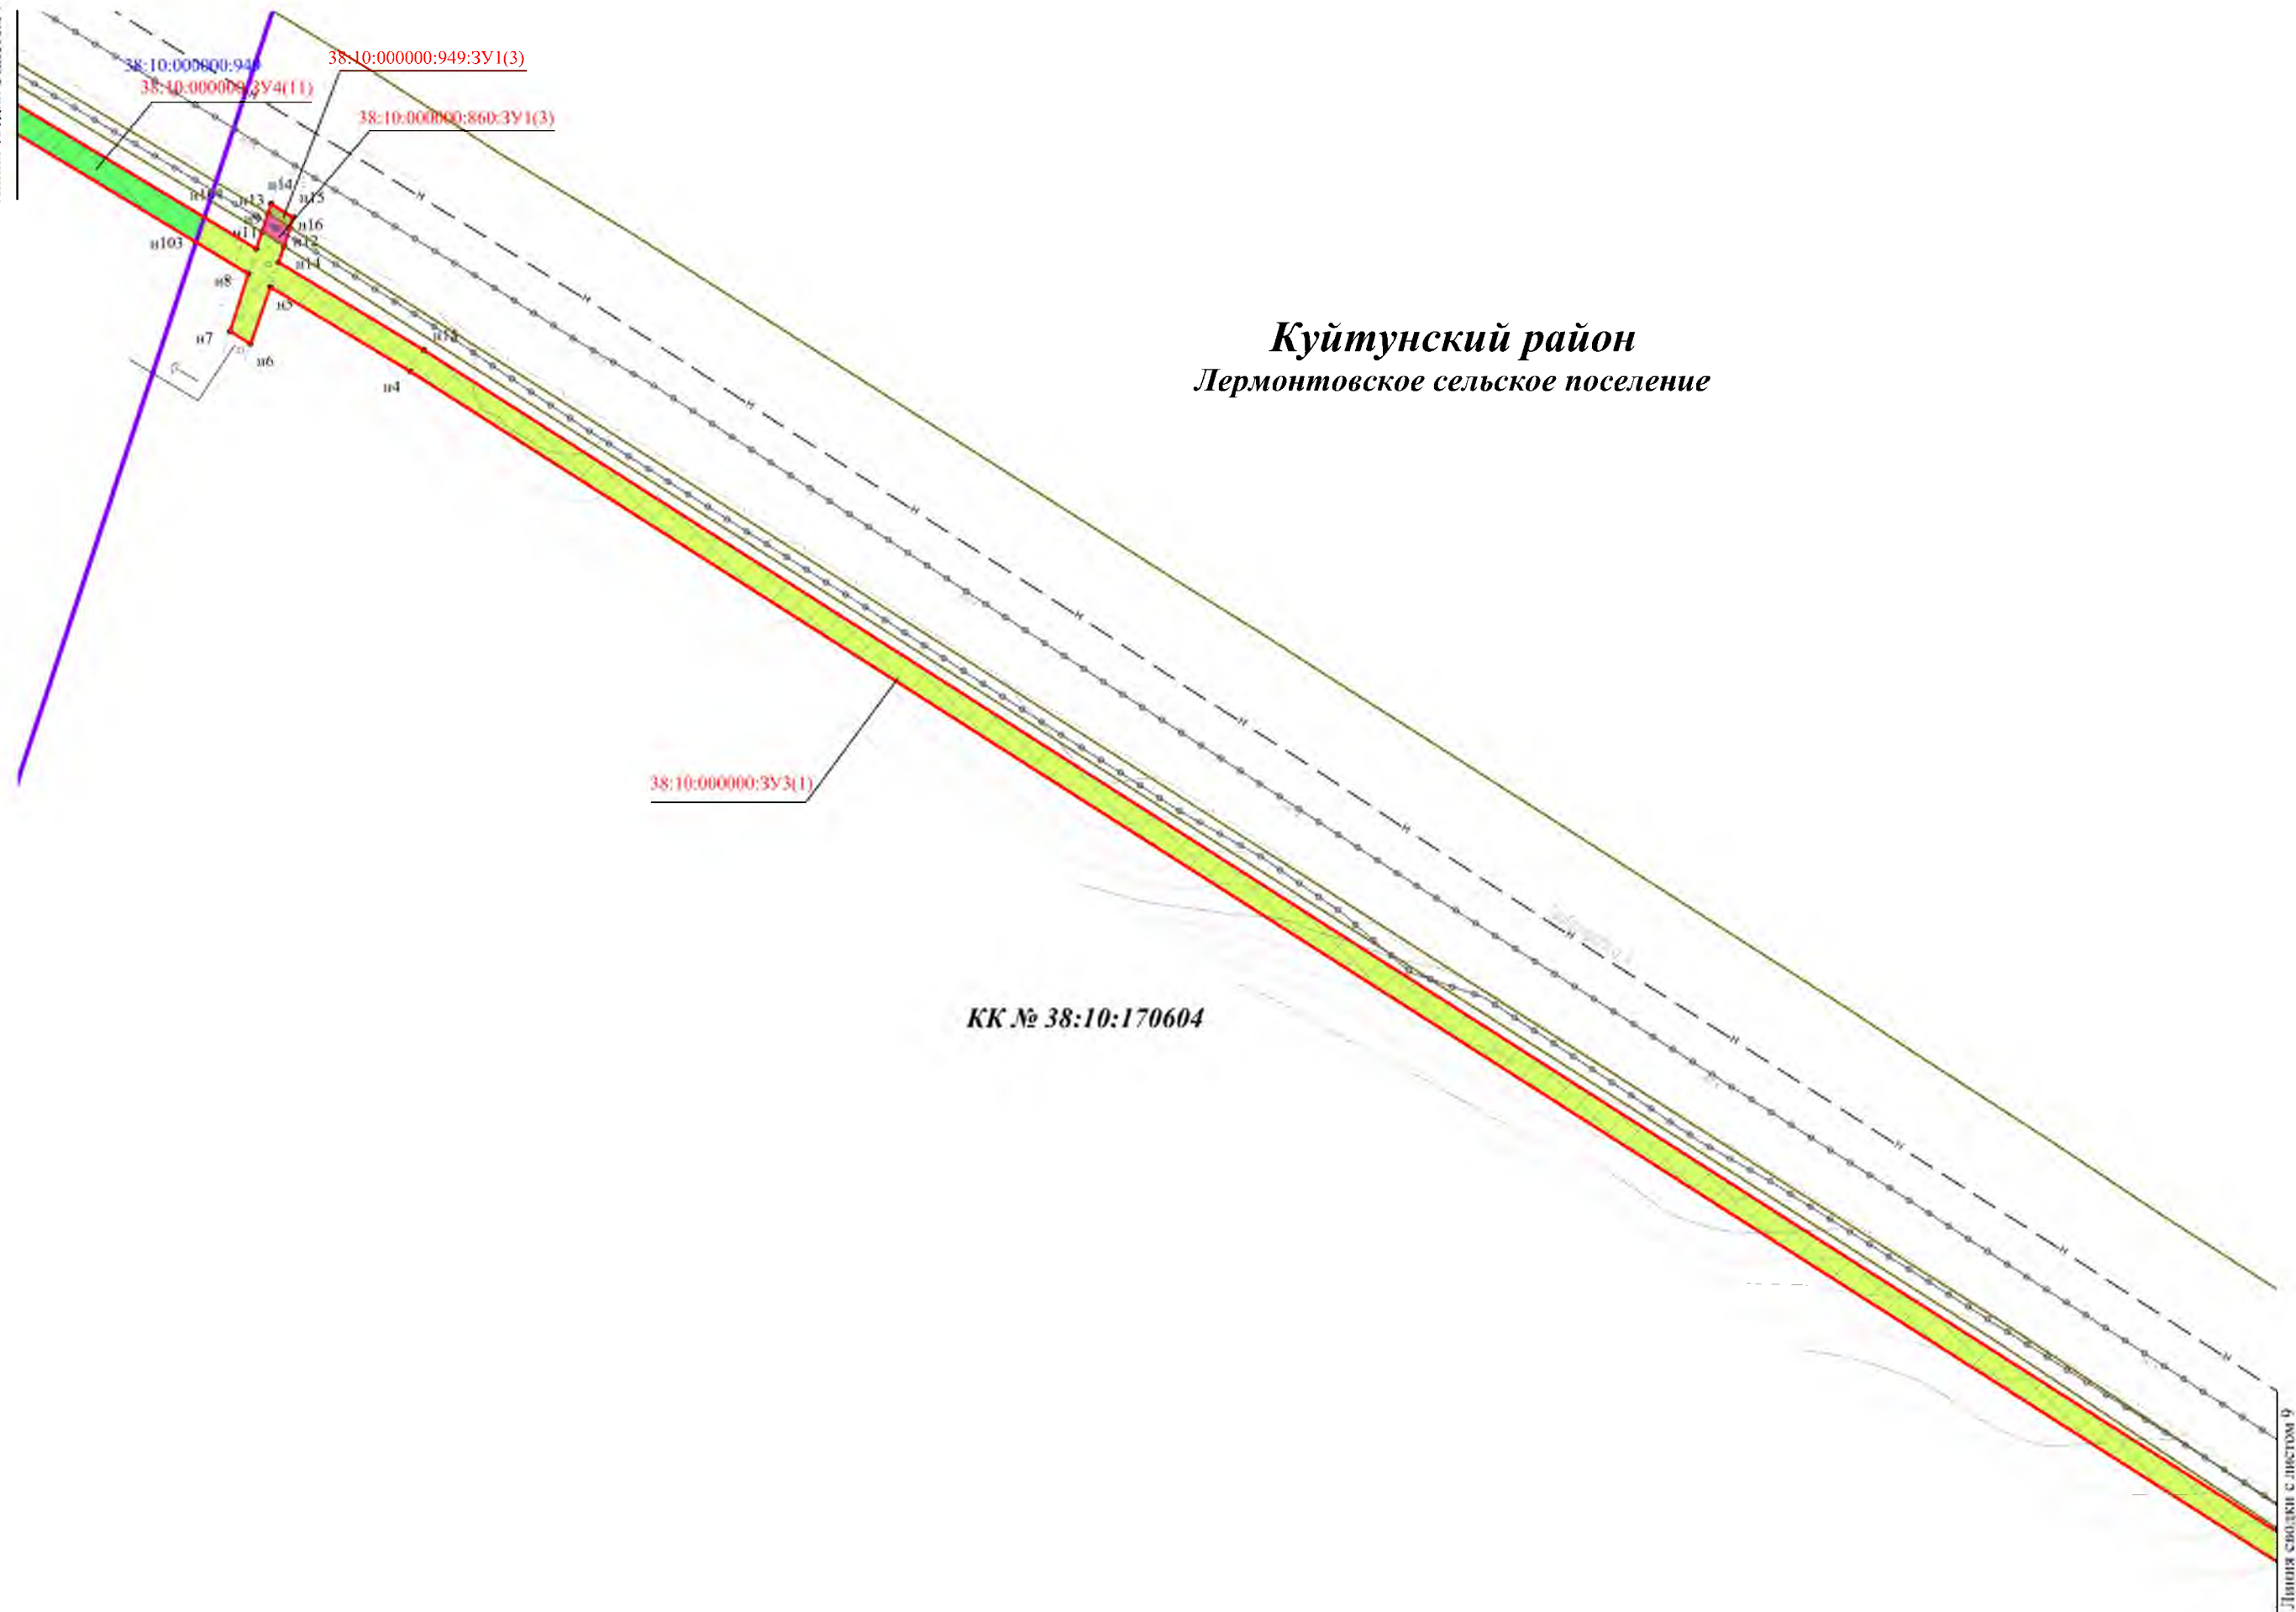 38:10:000000:949
38:10:000000:949:ЗУ1(3)
38:10:000000:ЗУ4(11)
38:10:000000:860:ЗУ1(3)
н14
н13
н15
н9
н16
н11
н12
н103
н14
н8
н5
н7
н15
н6
н4
Куйтунский район
Лермонтовское сельское поселение
38:10:000000:ЗУ3(1)
КК № 38:10:170604
Линия сводки с листом 9